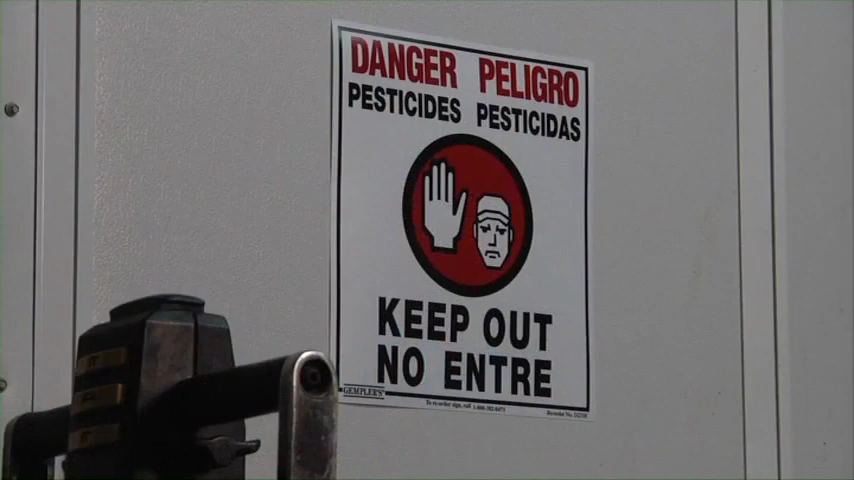 DANGER PELIGRO
PESTICIDES PESTICIDAS
KEEP OUT
NO ENTRE
GEMPLER'S
To re-order sign, call 1-800-382-8473